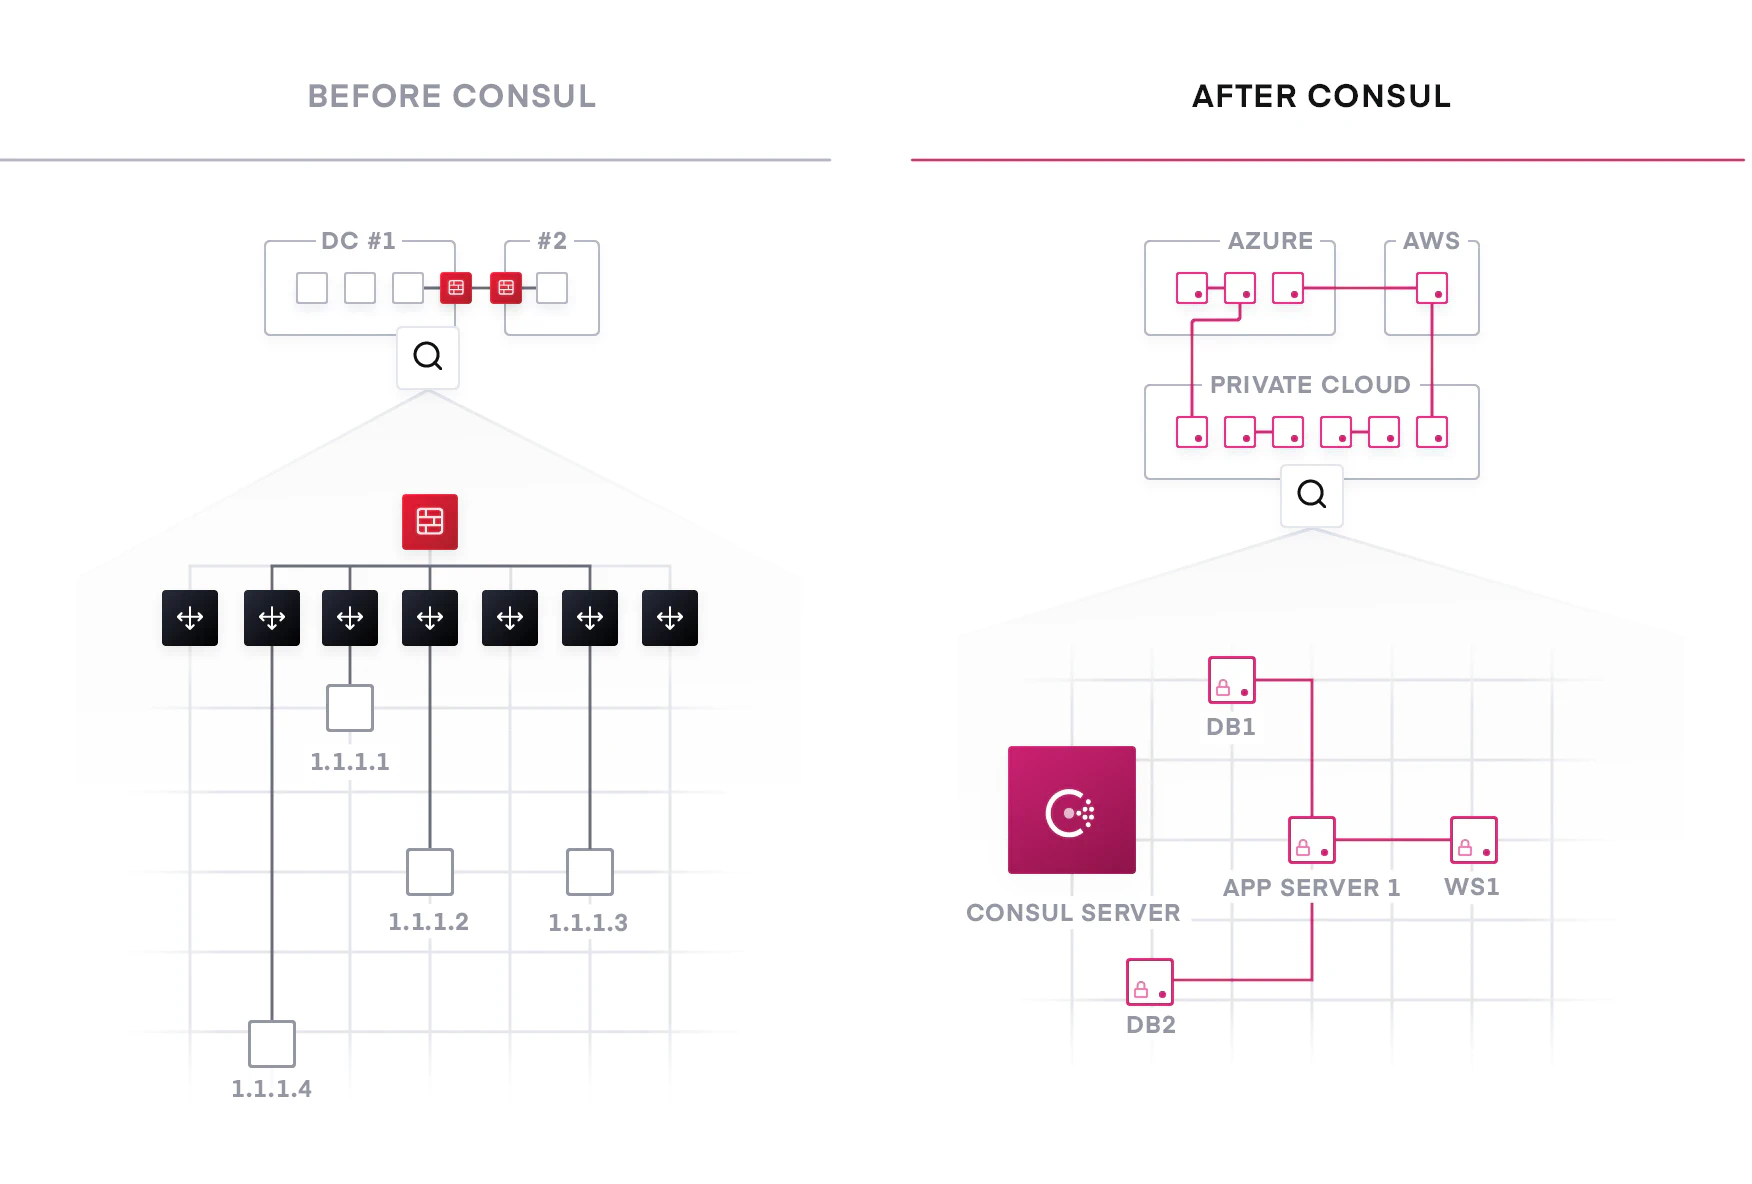 BEFORE CONSUL
DC #1
#2
1.1.1.1
1.1.1.2
1.1.1.3
1.1.1.4
AFTER CONSUL
AZURE
AWS
PRIVATE CLOUD
DB1
APP SERVER 1
WS1
CONSUL SERVER
DB2